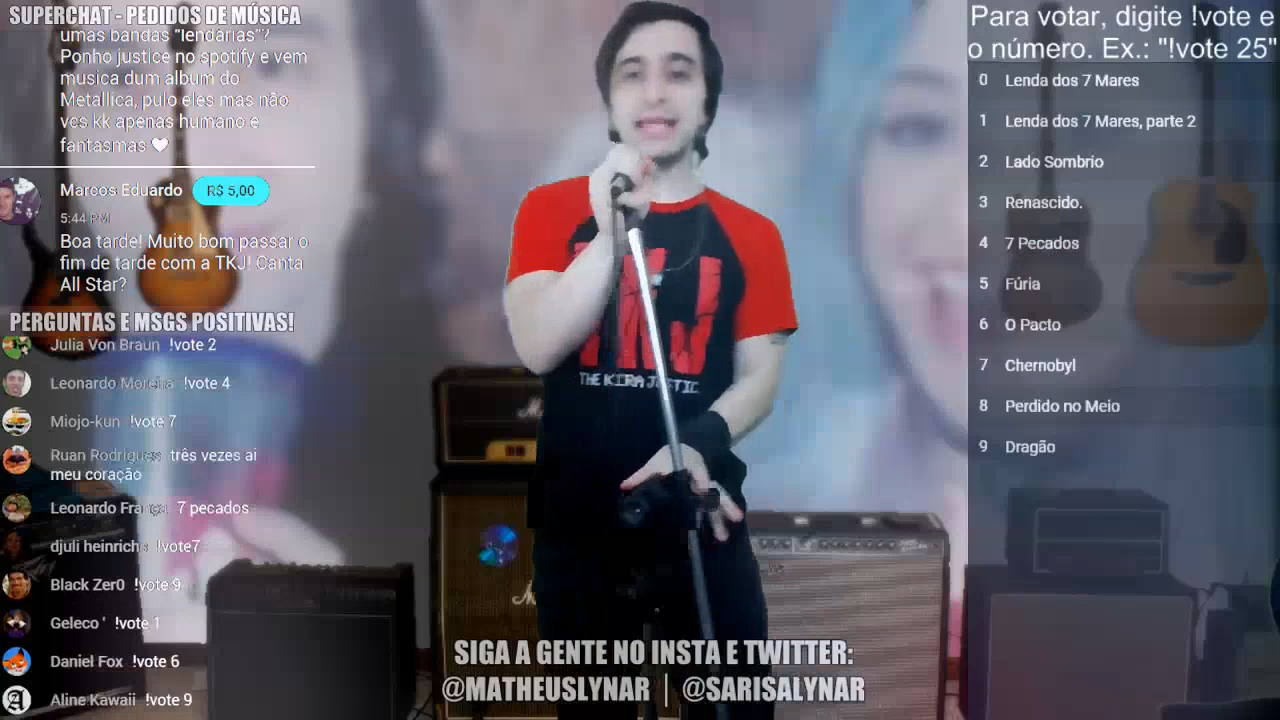 SUPERCHAT - PEDIDOS DE MÚSICA
umas bandas "lendárias"?
Ponho justice no spotify e vem
musica dum album do
Metallica, pulo eles mas não
vcs kk apenas humano e
fantasmas 🤍
Marcos Eduardo R$ 5,00
5:44 PM
Boa tarde! Muito bom passar o
fim de tarde com a TKJ! Canta
All Star?
PERGUNTAS E MSGS POSITIVAS!
Julia Von Braun !vote 2
Leonardo Moreira !vote 4
Miojo-kun !vote 7
Ruan Rodrigues três vezes ai
meu coração
Leonardo França 7 pecados
djuli heinrichs !vote7
Black Zer0 !vote 9
Geleco ' !vote 1
Daniel Fox !vote 6
Aline Kawaii !vote 9
TKJ
THE KIRA JUSTICE
SIGA A GENTE NO INSTA E TWITTER:
@MATHEUSLYNAR | @SARISALYNAR
Para votar, digite !vote e
o número. Ex.: "!vote 25"
0 Lenda dos 7 Mares
1 Lenda dos 7 Mares, parte 2
2 Lado Sombrio
3 Renascido.
4 7 Pecados
5 Fúria
6 O Pacto
7 Chernobyl
8 Perdido no Meio
9 Dragão